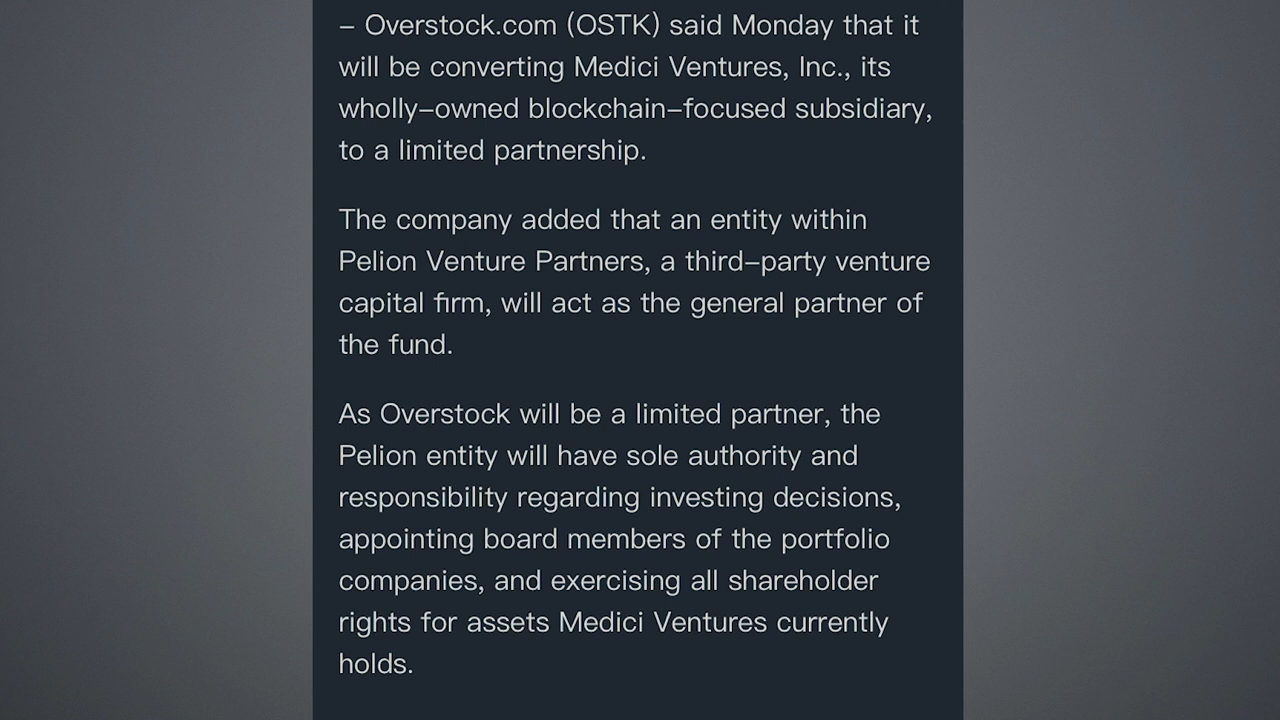 – Overstock.com (OSTK) said Monday that it
will be converting Medici Ventures, Inc., its
wholly–owned blockchain–focused subsidiary,
to a limited partnership.
The company added that an entity within
Pelion Venture Partners, a third–party venture
capital firm, will act as the general partner of
the fund.
As Overstock will be a limited partner, the
Pelion entity will have sole authority and
responsibility regarding investing decisions,
appointing board members of the portfolio
companies, and exercising all shareholder
rights for assets Medici Ventures currently
holds.